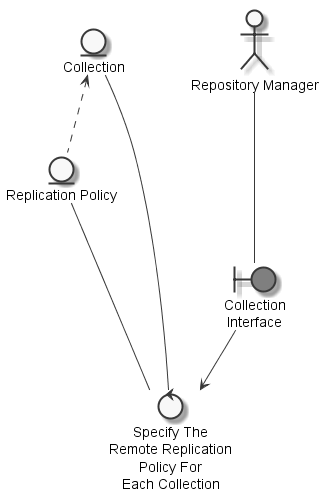 Collection
Repository Manager
Replication Policy
Collection
Interface
Specify The
Remote Replication
Policy For
Each Collection